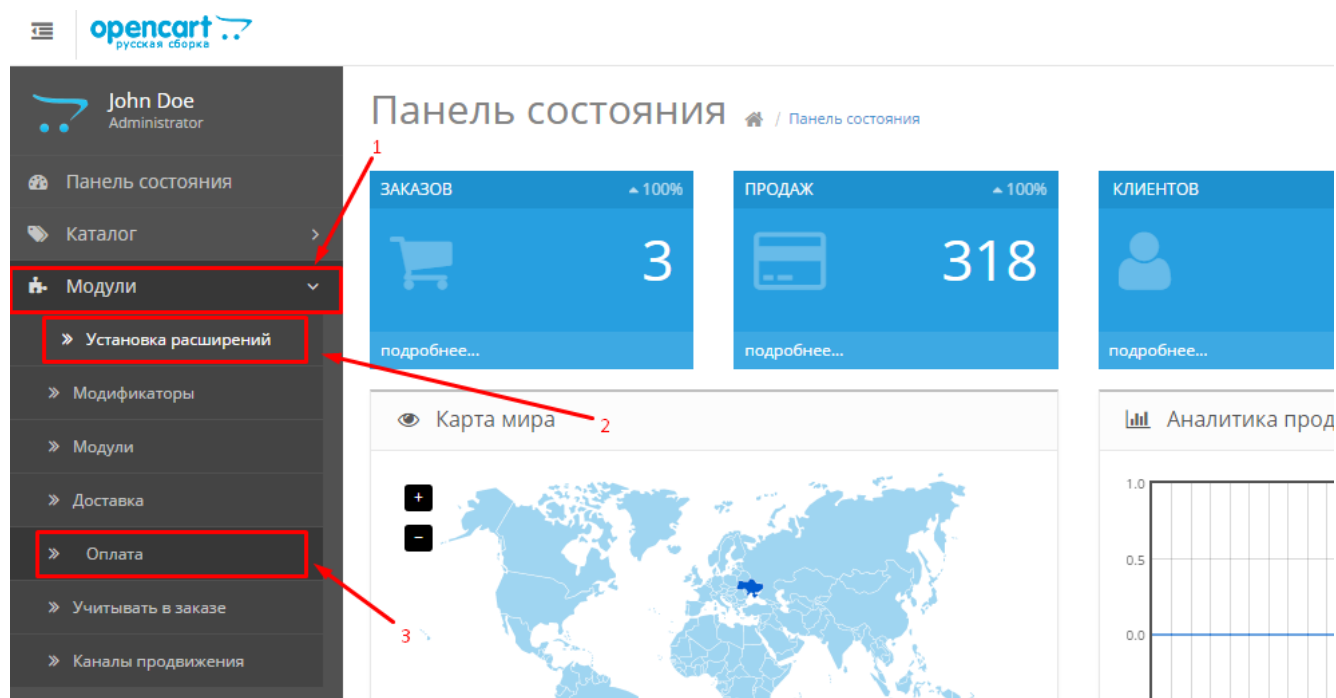 opencart
русская сборка
John Doe
Administrator
Панель состояния
Каталог
Модули
Установка расширений
Модификаторы
Модули
Доставка
Оплата
Учитывать в заказе
Каналы продвижения
Панель состояния / Панель состояния
1
ЗАКАЗОВ 100%
3
подробнее...
ПРОДАЖ 100%
318
подробнее...
КЛИЕНТОВ
подробнее...
2
Карта мира
+
−
3
Аналитика прод
1.0
0.5
0.0